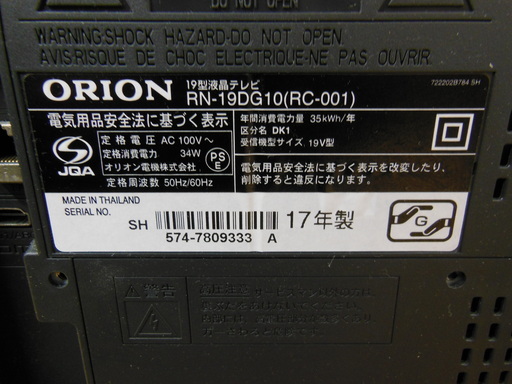 DO NOT OPEN
WARNING:SHOCK HAZARD-DO NOT OPEN.
AVIS:RISQUE DE CHOC ELECTRIQUE-NE PAS OUVRIR.
722202B784 SH
ORION
19型液晶テレビ
RN-19DG10(RC-001)
電気用品安全法に基づく表示
定格電圧 AC 100V~
定格消費電力 34W
オリオン電機株式会社
定格周波数 50Hz/60Hz
JQA
PS
E
年間消費電力量 35kWh/年
区分名 DK1
受信機型サイズ 19V型
電気用品安全法に基づく表示を改変したり、
削除すると違反になります。
MADE IN THAILAND
SERIAL NO.
SH
574-7809333 A
17年製
G
警告